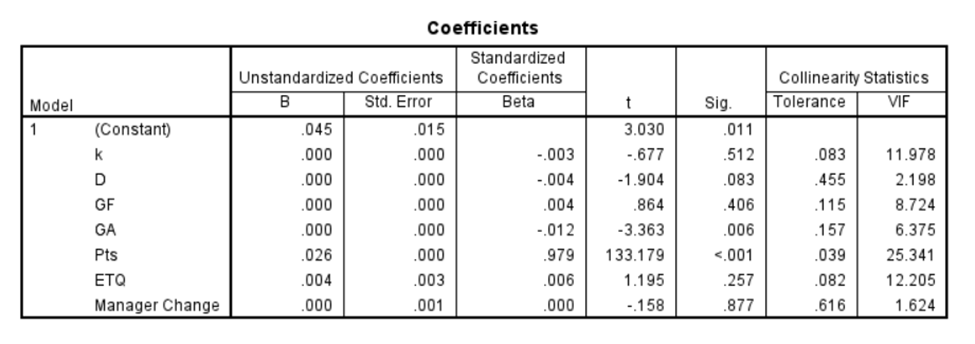 Coefficients
Model Unstandardized Coefficients Standardized Coefficients t Sig. Collinearity Statistics
B Std. Error Beta Tolerance VIF
1 (Constant) .045 .015 3.030 .011
k .000 .000 -.003 -.677 .512 .083 11.978
D .000 .000 -.004 -1.904 .083 .455 2.198
GF .000 .000 .004 .864 .406 .115 8.724
GA .000 .000 -.012 -3.363 .006 .157 6.375
Pts .026 .000 .979 133.179 <.001 .039 25.341
ETQ .004 .003 .006 1.195 .257 .082 12.205
Manager Change .000 .001 .000 -.158 .877 .616 1.624